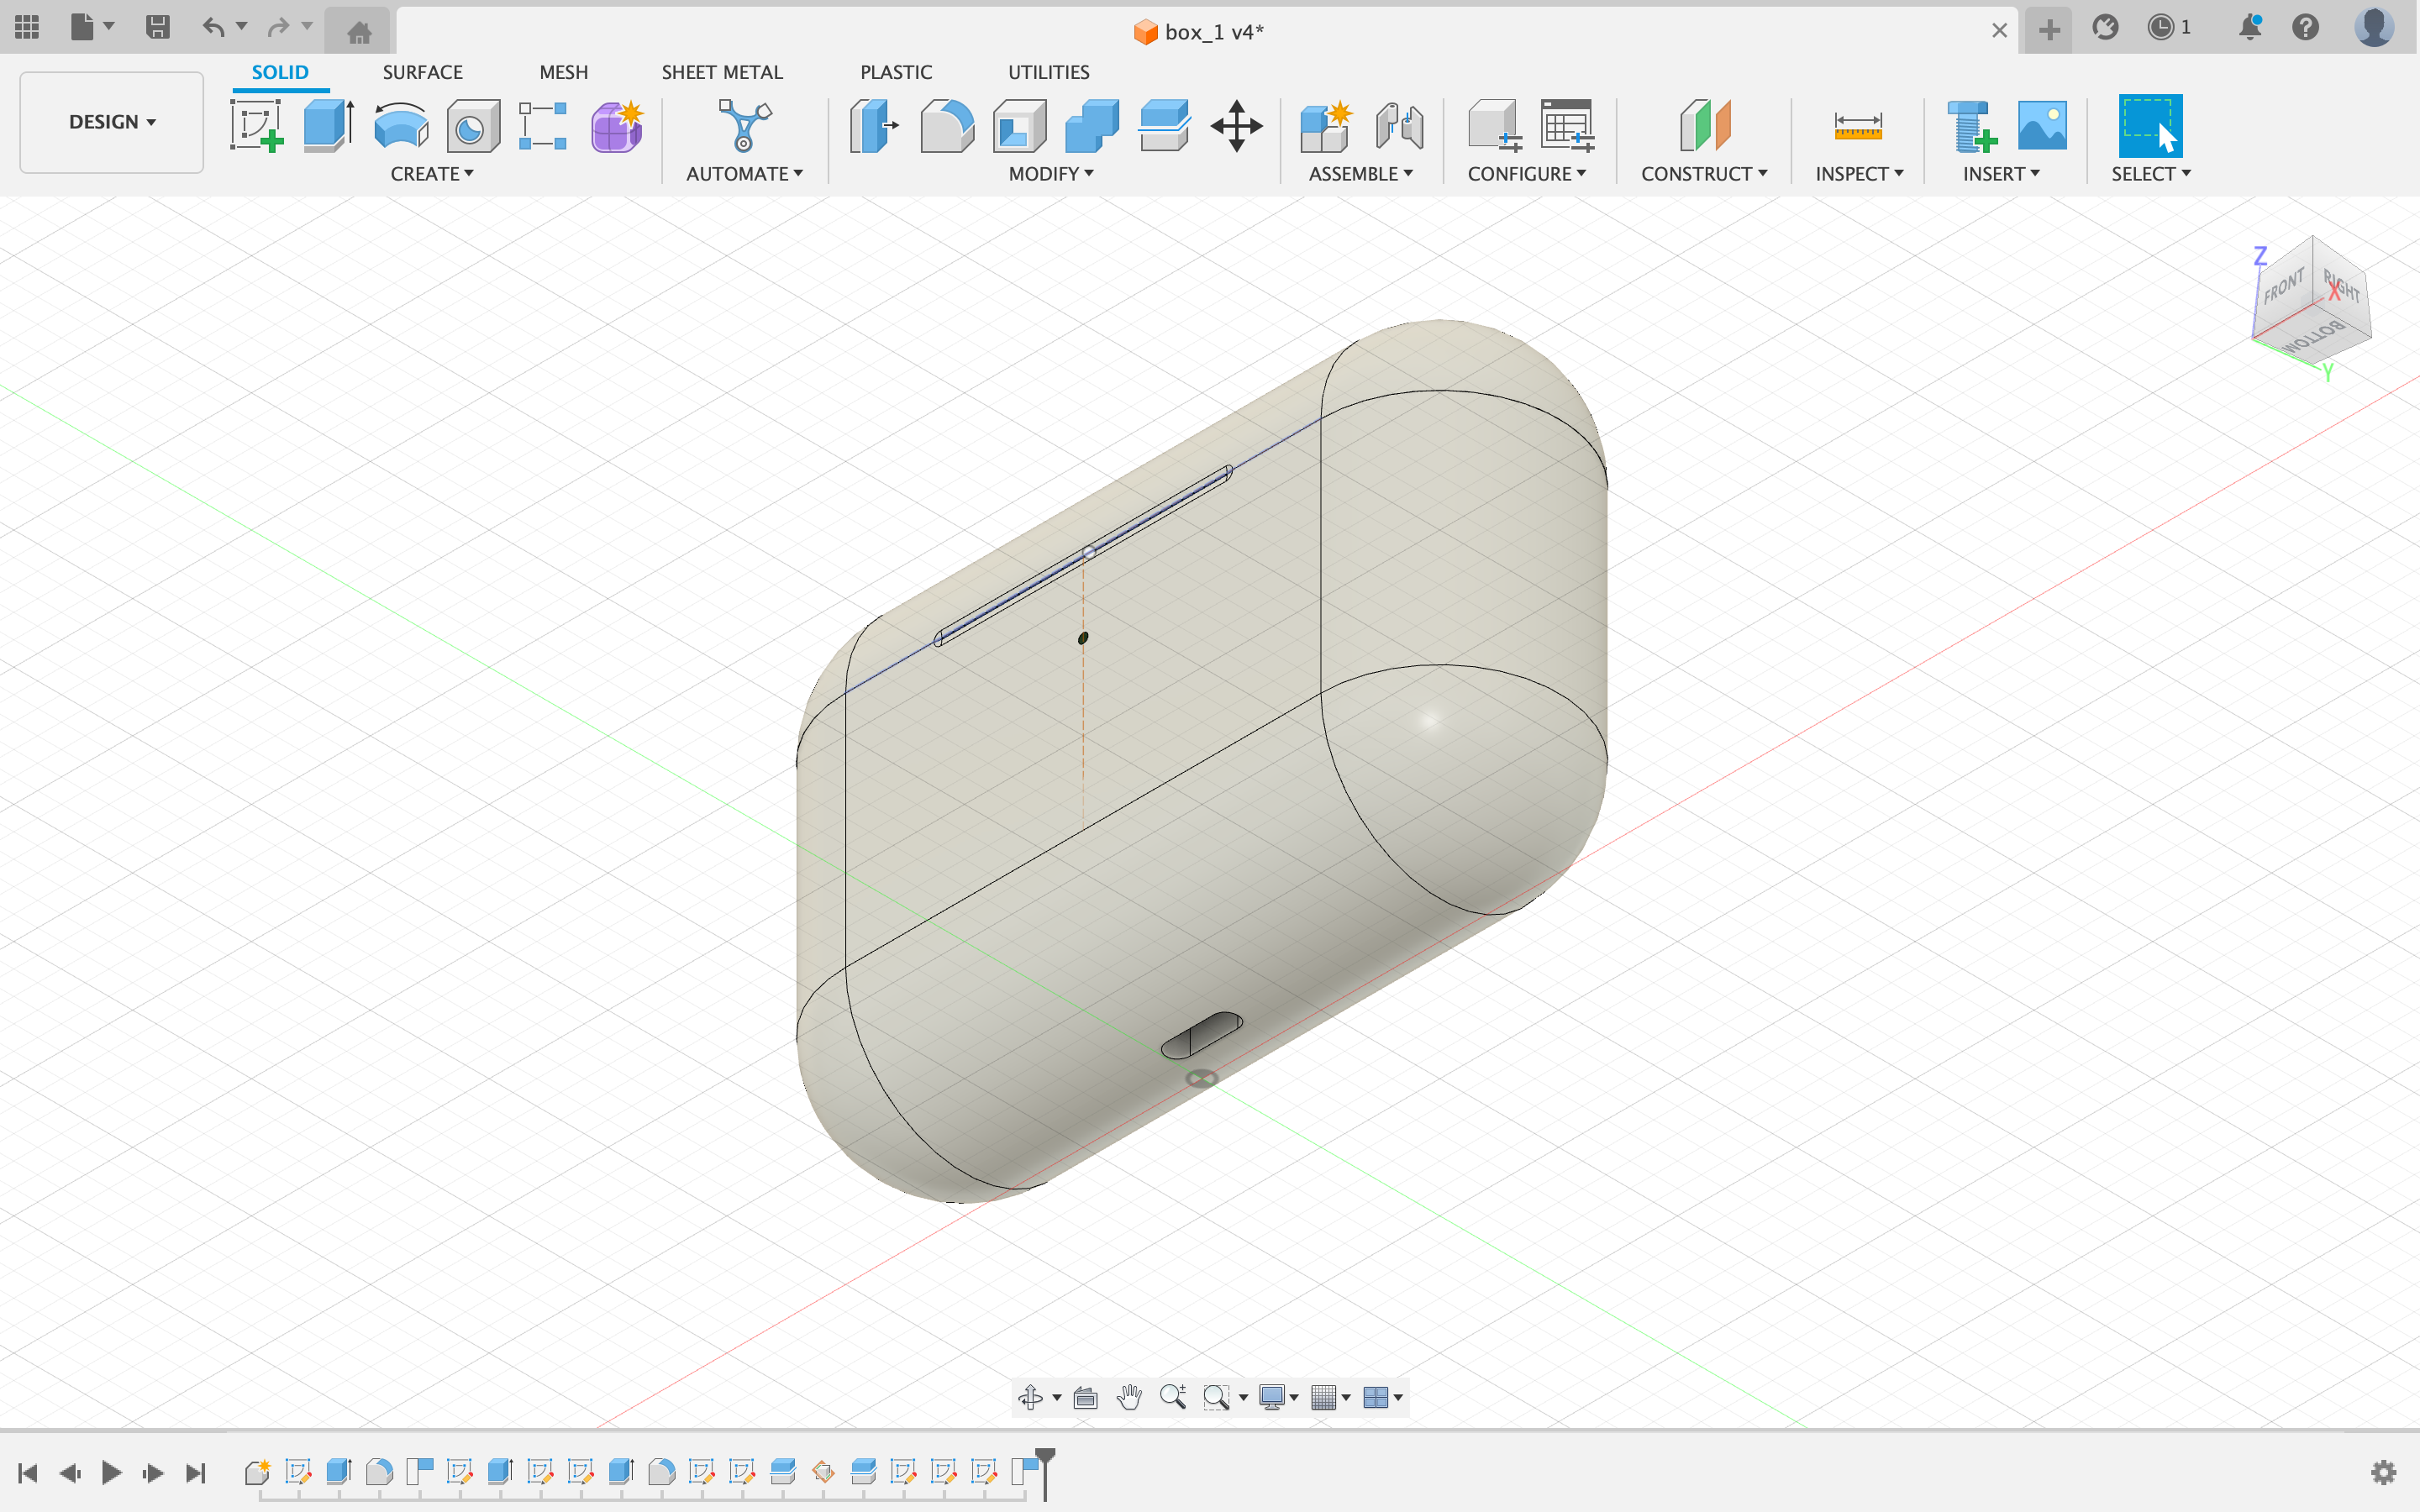 box_1 v4*
1
SOLID
SURFACE
MESH
SHEET METAL
PLASTIC
UTILITIES
DESIGN
CREATE
AUTOMATE
MODIFY
ASSEMBLE
CONFIGURE
CONSTRUCT
INSPECT
INSERT
SELECT
Z
FRONT
RIGHT
X
BOTTOM
Y